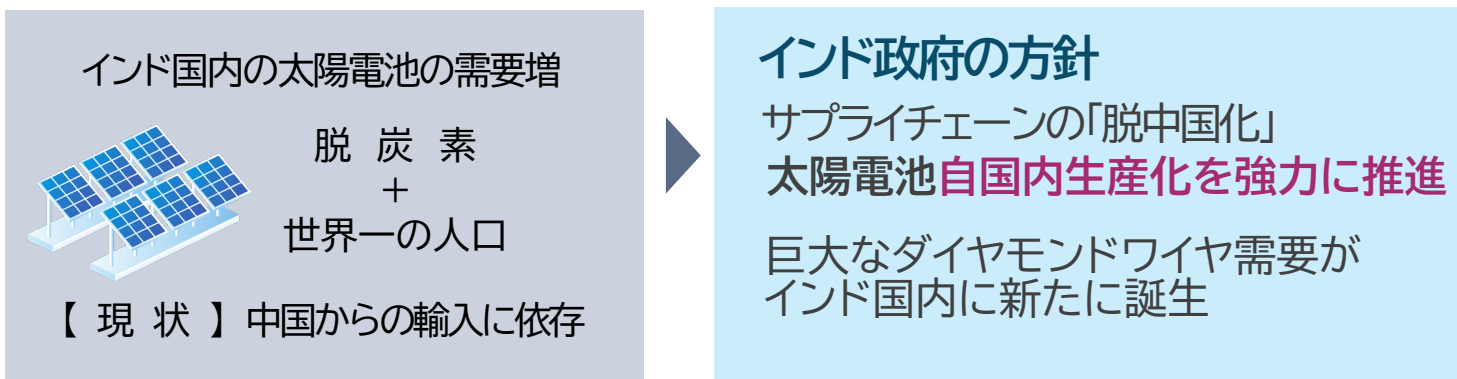 インド国内の太陽電池の需要増
脱 炭 素
＋
世界一の人口
【 現 状 】中国からの輸入に依存
インド政府の方針
サプライチェーンの「脱中国化」
太陽電池自国内生産化を強力に推進
巨大なダイヤモンドワイヤ需要が
インド国内に新たに誕生